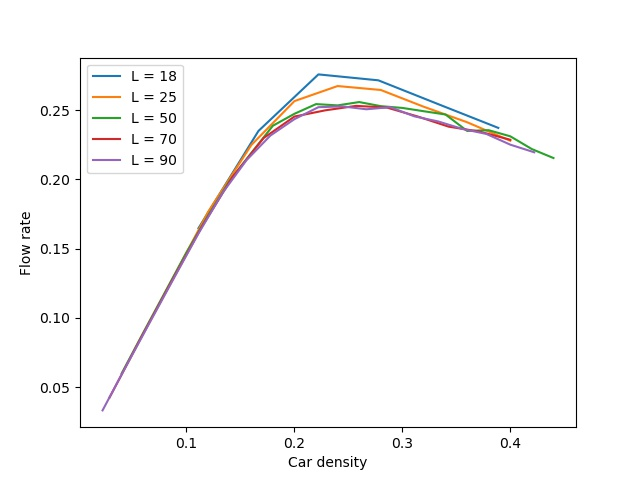 L = 18
L = 25
L = 50
L = 70
L = 90
Flow rate
0.25
0.20
0.15
0.10
0.05
0.1 0.2 0.3 0.4
Car density